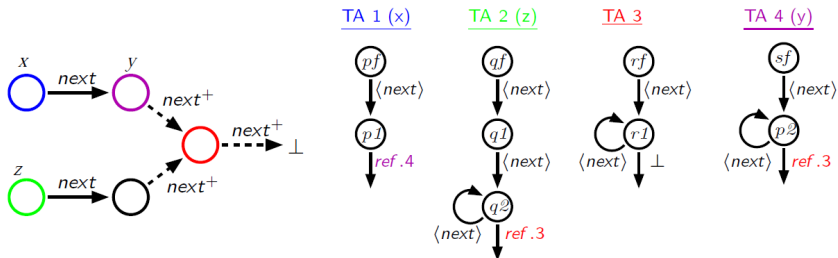 TA 1 (x) TA 2 (z) TA 3 TA 4 (y)
x y
pf qf rf sf
next next+ ⟨next⟩ ⟨next⟩ ⟨next⟩ ⟨next⟩
next+ ⊥
p1 q1 r1 p2
z
next next+
ref.4 ⟨next⟩ ⟨next⟩ ⊥ ⟨next⟩ ref.3
q2
⟨next⟩ ref.3